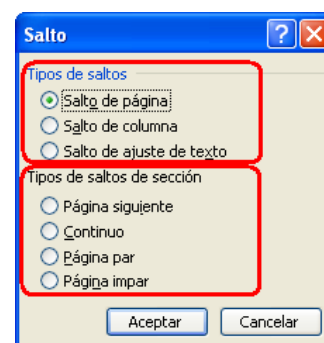 Salto
Tipos de saltos
Salto de página
Salto de columna
Salto de ajuste de texto
Tipos de saltos de sección
Página siguiente
Continuo
Página par
Página impar
Aceptar Cancelar